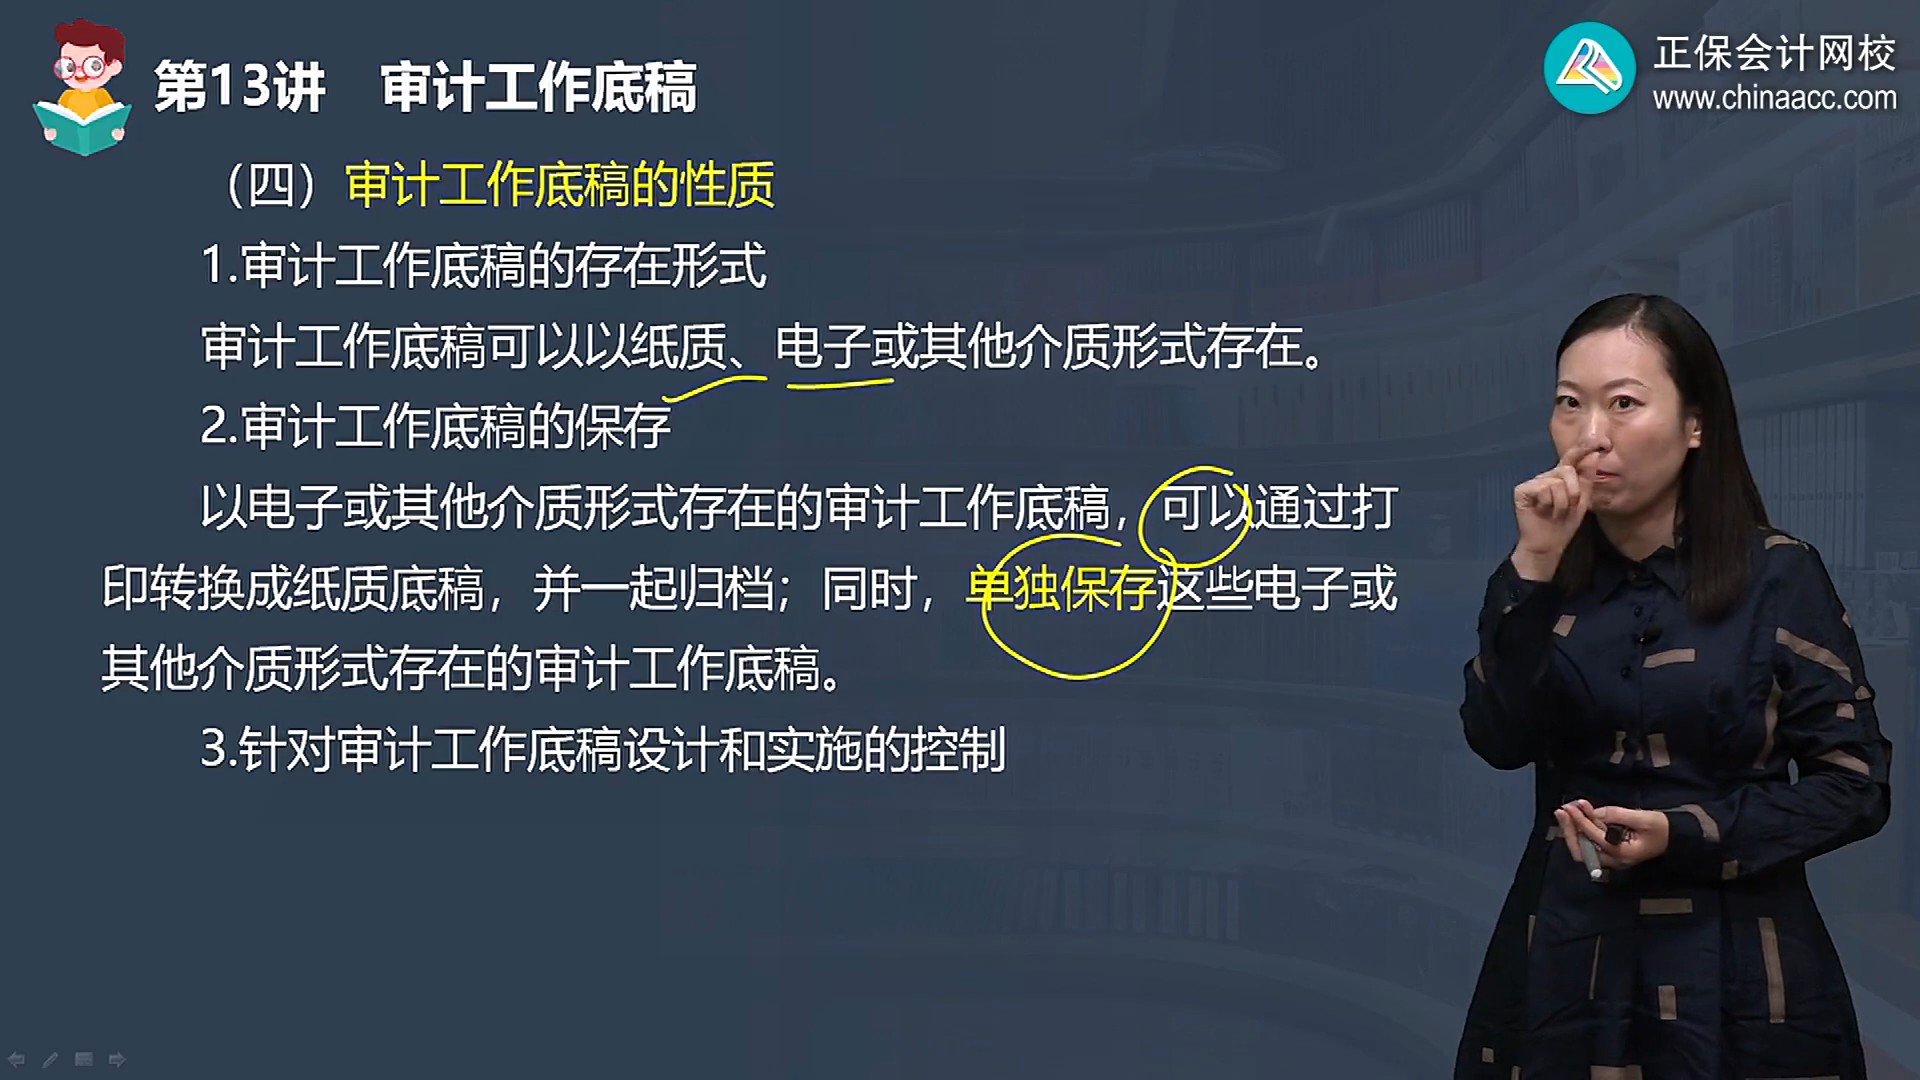 第13讲 审计工作底稿
正保会计网校
www.chinaacc.com
（四）审计工作底稿的性质
1.审计工作底稿的存在形式
审计工作底稿可以以纸质、电子或其他介质形式存在。
2.审计工作底稿的保存
以电子或其他介质形式存在的审计工作底稿，可以通过打
印转换成纸质底稿，并一起归档；同时，单独保存这些电子或
其他介质形式存在的审计工作底稿。
3.针对审计工作底稿设计和实施的控制